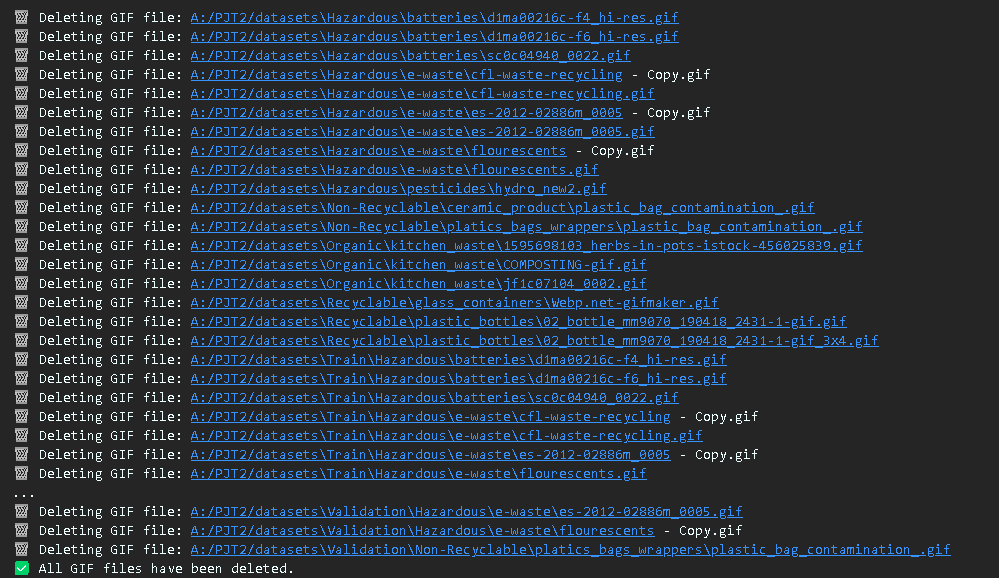 🗑 Deleting GIF file: A:/PJT2/datasets\Hazardous\batteries\d1ma00216c-f4_hi-res.gif
🗑 Deleting GIF file: A:/PJT2/datasets\Hazardous\batteries\d1ma00216c-f6_hi-res.gif
🗑 Deleting GIF file: A:/PJT2/datasets\Hazardous\batteries\sc0c04940_0022.gif
🗑 Deleting GIF file: A:/PJT2/datasets\Hazardous\e-waste\cfl-waste-recycling - Copy.gif
🗑 Deleting GIF file: A:/PJT2/datasets\Hazardous\e-waste\cfl-waste-recycling.gif
🗑 Deleting GIF file: A:/PJT2/datasets\Hazardous\e-waste\es-2012-02886m_0005 - Copy.gif
🗑 Deleting GIF file: A:/PJT2/datasets\Hazardous\e-waste\es-2012-02886m_0005.gif
🗑 Deleting GIF file: A:/PJT2/datasets\Hazardous\e-waste\flourescents - Copy.gif
🗑 Deleting GIF file: A:/PJT2/datasets\Hazardous\e-waste\flourescents.gif
🗑 Deleting GIF file: A:/PJT2/datasets\Hazardous\pesticides\hydro_new2.gif
🗑 Deleting GIF file: A:/PJT2/datasets\Non-Recyclable\ceramic_product\plastic_bag_contamination_.gif
🗑 Deleting GIF file: A:/PJT2/datasets\Non-Recyclable\platics_bags_wrappers\plastic_bag_contamination_.gif
🗑 Deleting GIF file: A:/PJT2/datasets\Organic\kitchen_waste\1595698103_herbs-in-pots-istock-456025839.gif
🗑 Deleting GIF file: A:/PJT2/datasets\Organic\kitchen_waste\COMPOSTING-gif.gif
🗑 Deleting GIF file: A:/PJT2/datasets\Organic\kitchen_waste\jf1c07104_0002.gif
🗑 Deleting GIF file: A:/PJT2/datasets\Recyclable\glass_containers\Webp.net-gifmaker.gif
🗑 Deleting GIF file: A:/PJT2/datasets\Recyclable\plastic_bottles\02_bottle_mm9070_190418_2431-1-gif.gif
🗑 Deleting GIF file: A:/PJT2/datasets\Recyclable\plastic_bottles\02_bottle_mm9070_190418_2431-1-gif_3x4.gif
🗑 Deleting GIF file: A:/PJT2/datasets\Train\Hazardous\batteries\d1ma00216c-f4_hi-res.gif
🗑 Deleting GIF file: A:/PJT2/datasets\Train\Hazardous\batteries\d1ma00216c-f6_hi-res.gif
🗑 Deleting GIF file: A:/PJT2/datasets\Train\Hazardous\batteries\sc0c04940_0022.gif
🗑 Deleting GIF file: A:/PJT2/datasets\Train\Hazardous\e-waste\cfl-waste-recycling - Copy.gif
🗑 Deleting GIF file: A:/PJT2/datasets\Train\Hazardous\e-waste\cfl-waste-recycling.gif
🗑 Deleting GIF file: A:/PJT2/datasets\Train\Hazardous\e-waste\es-2012-02886m_0005 - Copy.gif
🗑 Deleting GIF file: A:/PJT2/datasets\Train\Hazardous\e-waste\flourescents.gif
...
🗑 Deleting GIF file: A:/PJT2/datasets\Validation\Hazardous\e-waste\es-2012-02886m_0005.gif
🗑 Deleting GIF file: A:/PJT2/datasets\Validation\Hazardous\e-waste\flourescents - Copy.gif
🗑 Deleting GIF file: A:/PJT2/datasets\Validation\Non-Recyclable\platics_bags_wrappers\plastic_bag_contamination_.gif
✅ All GIF files have been deleted.